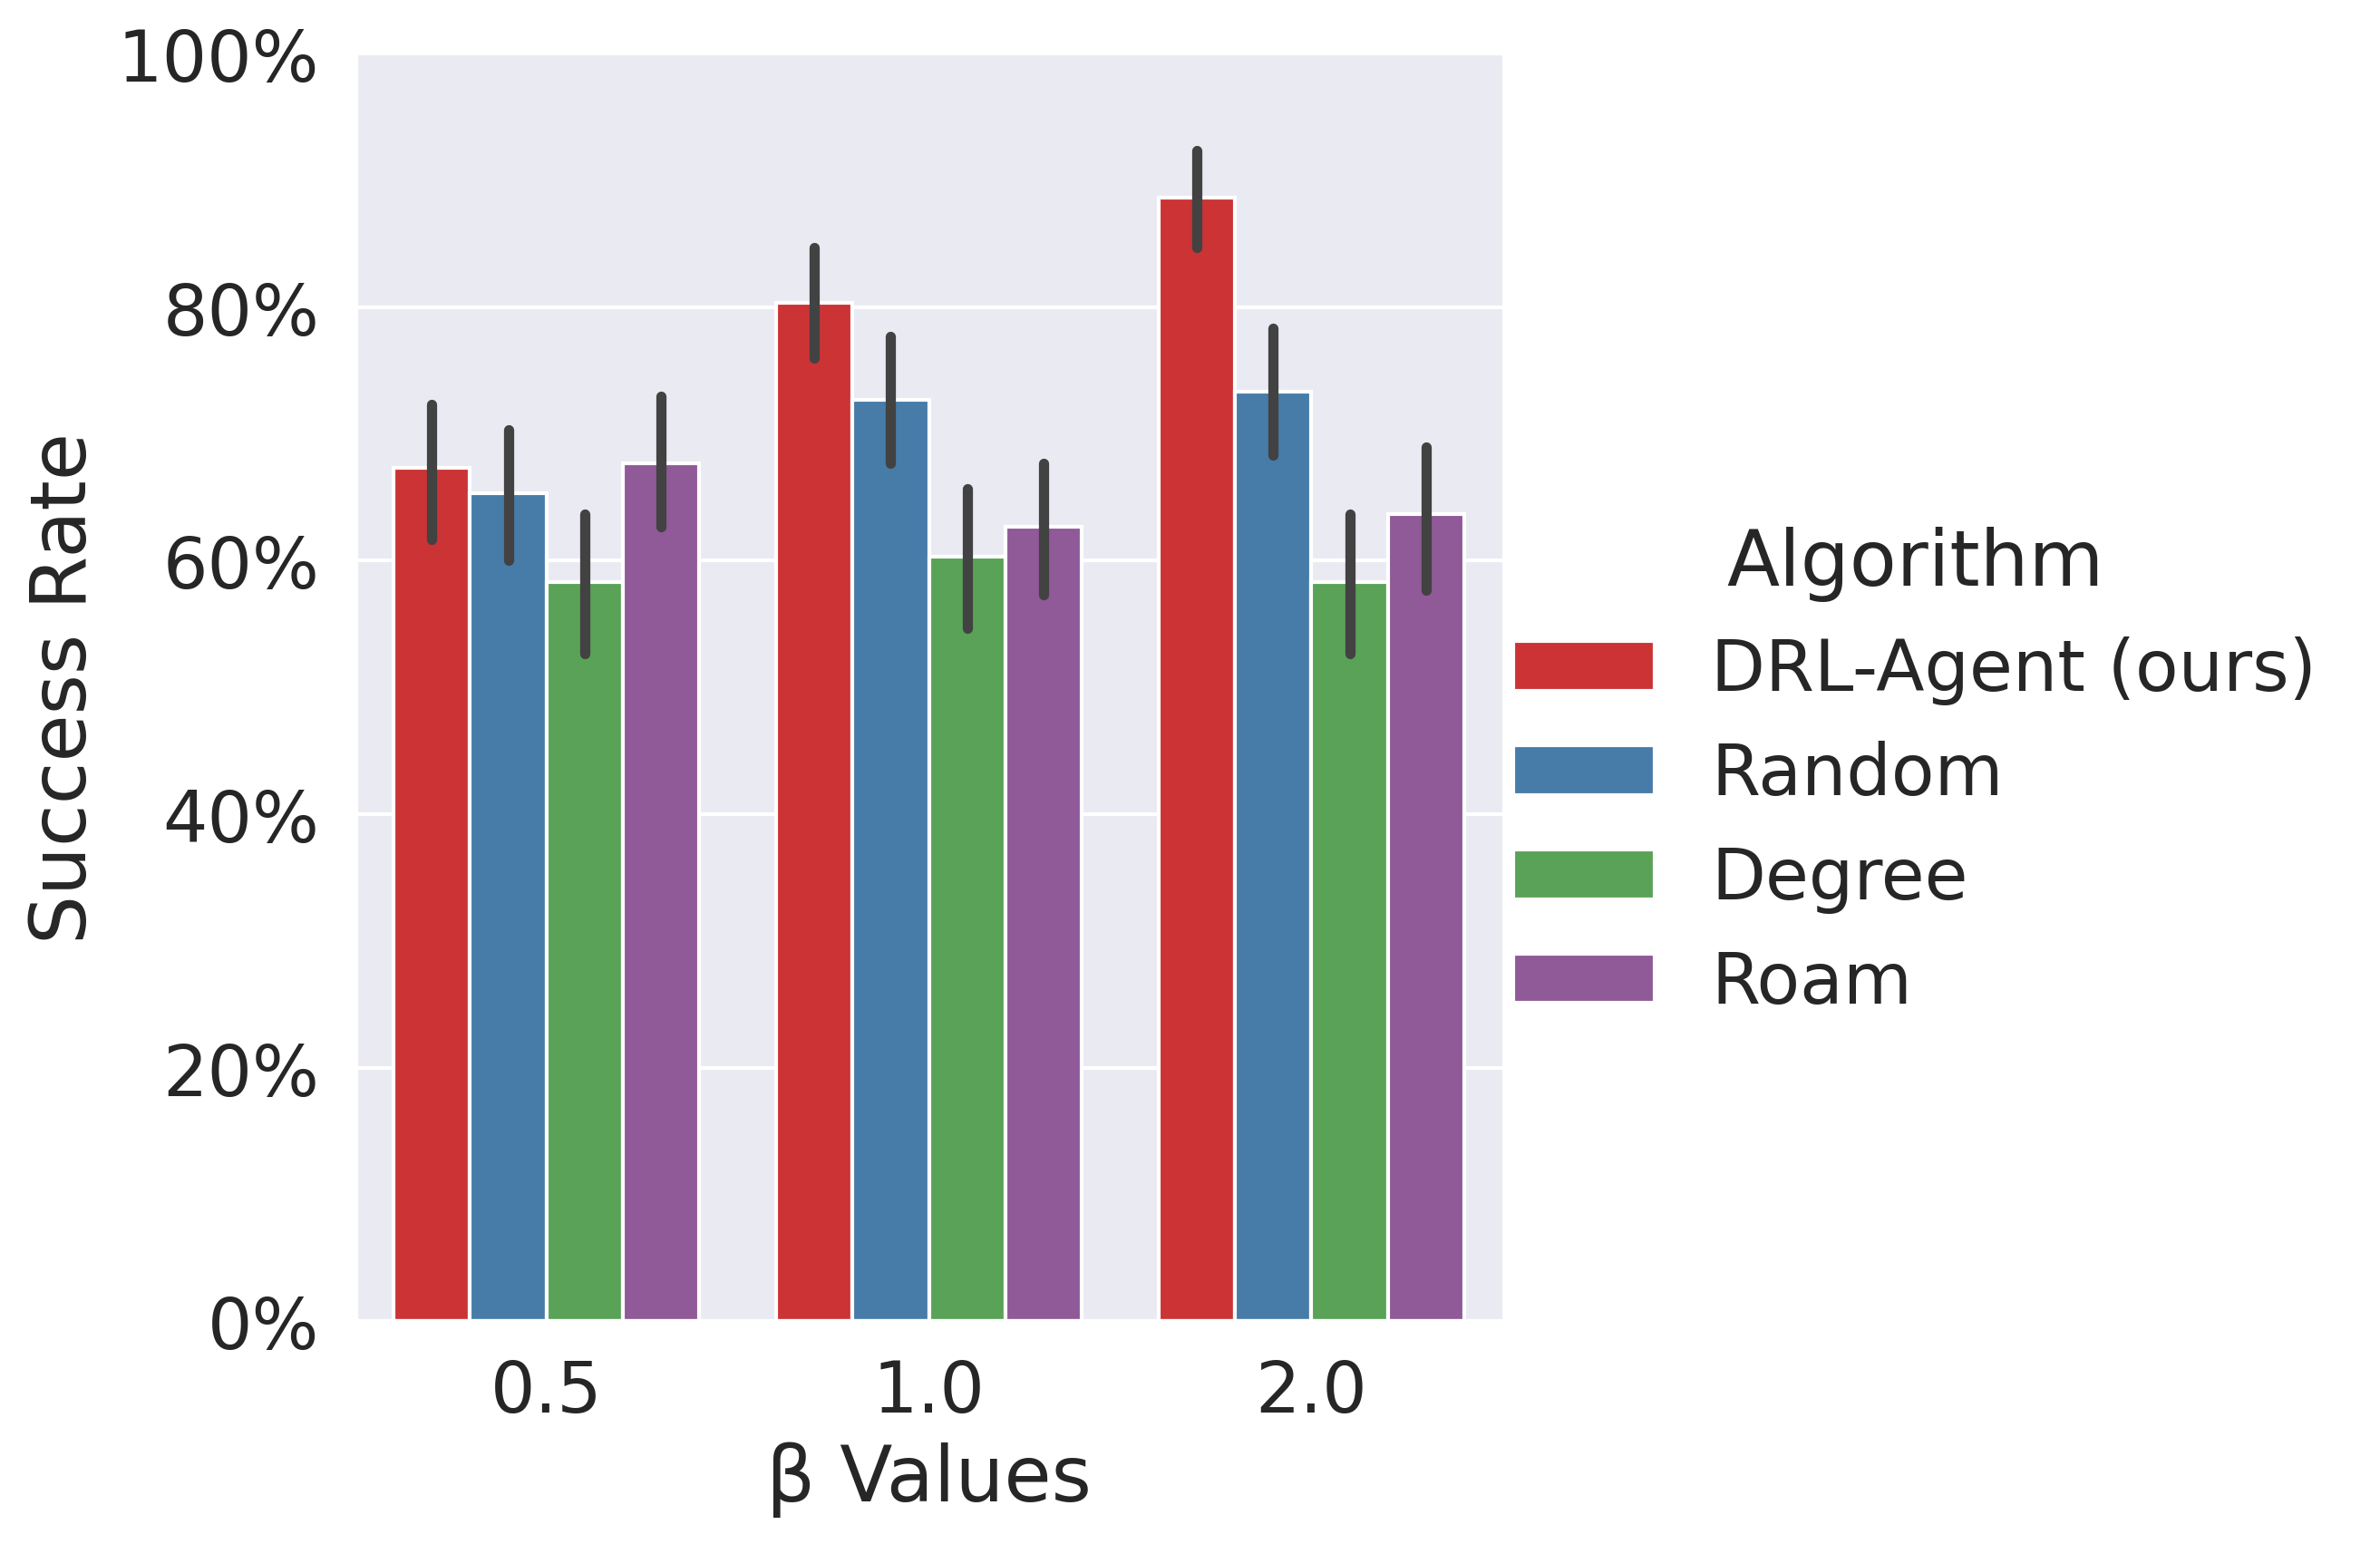 100%
80%
60%
40%
20%
0%
Success Rate
0.5 1.0 2.0
β Values
Algorithm
DRL-Agent (ours)
Random
Degree
Roam